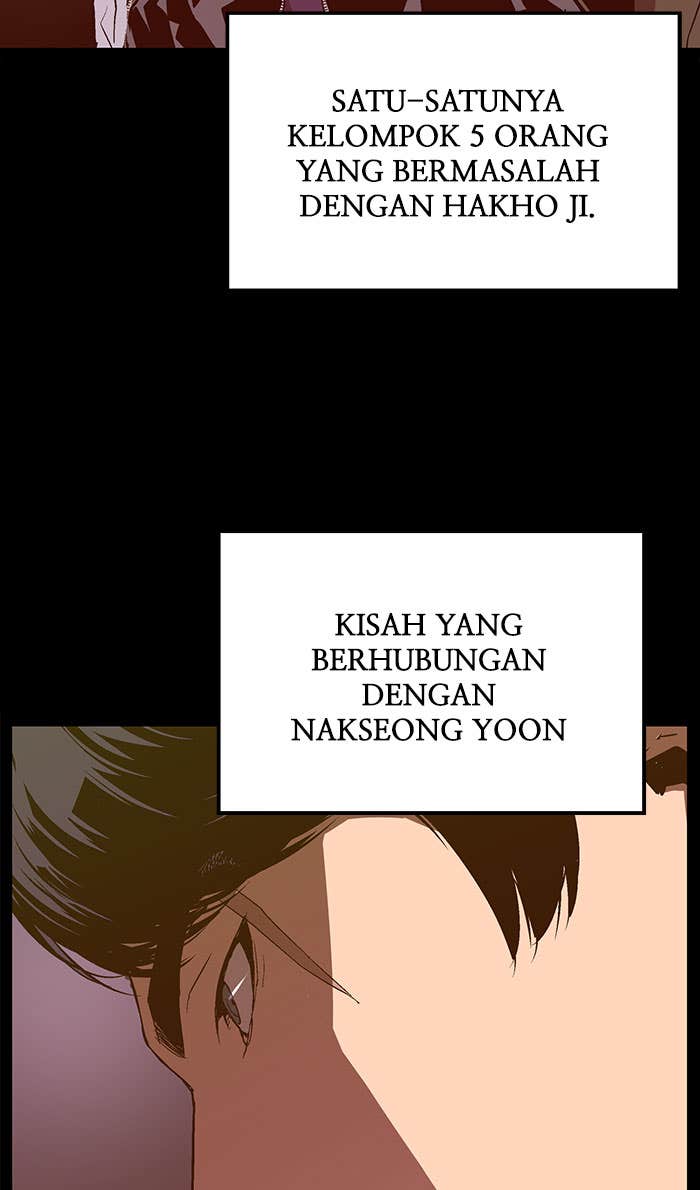 SATU-SATUNYA
KELOMPOK 5 ORANG
YANG BERMASALAH
DENGAN HAKHO JI.
KISAH YANG
BERHUBUNGAN
DENGAN
NAKSEONG YOON